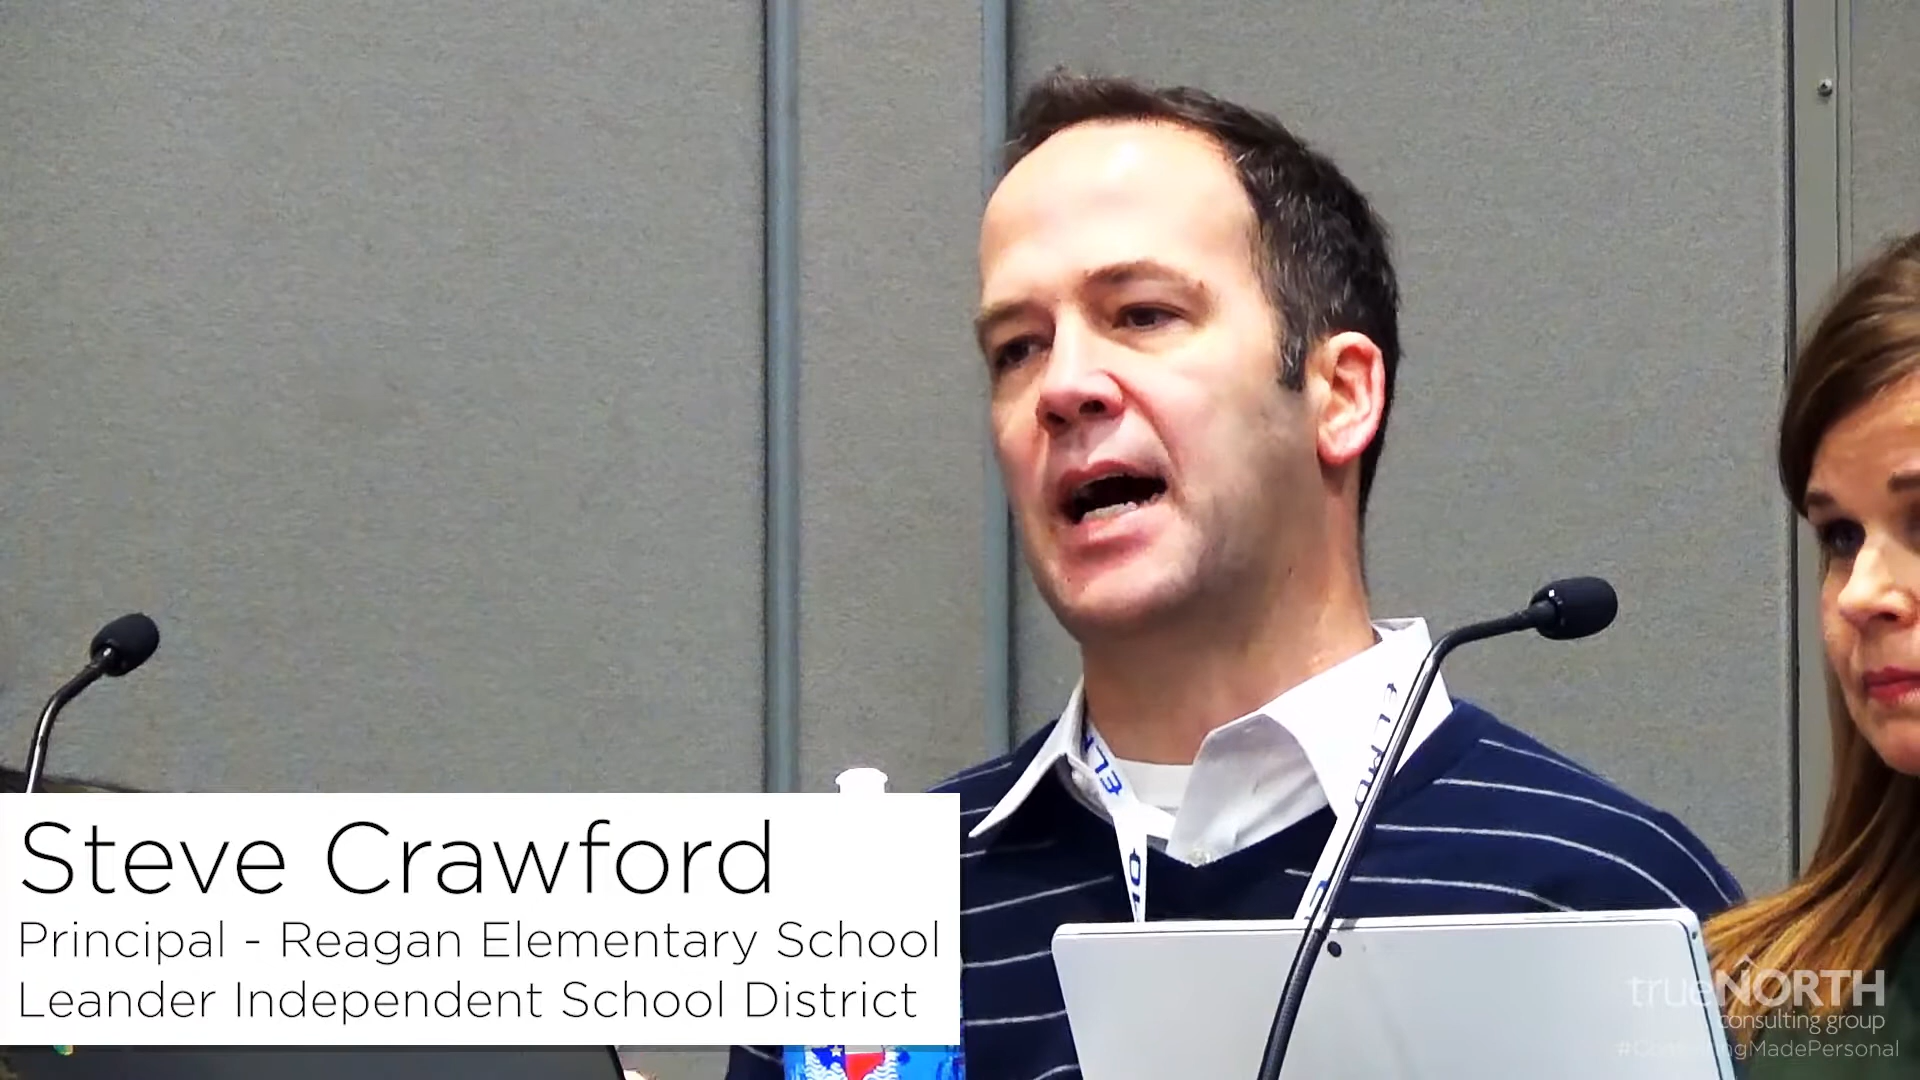 Steve Crawford
Principal - Reagan Elementary School
Leander Independent School District
trueNORTH
consulting group